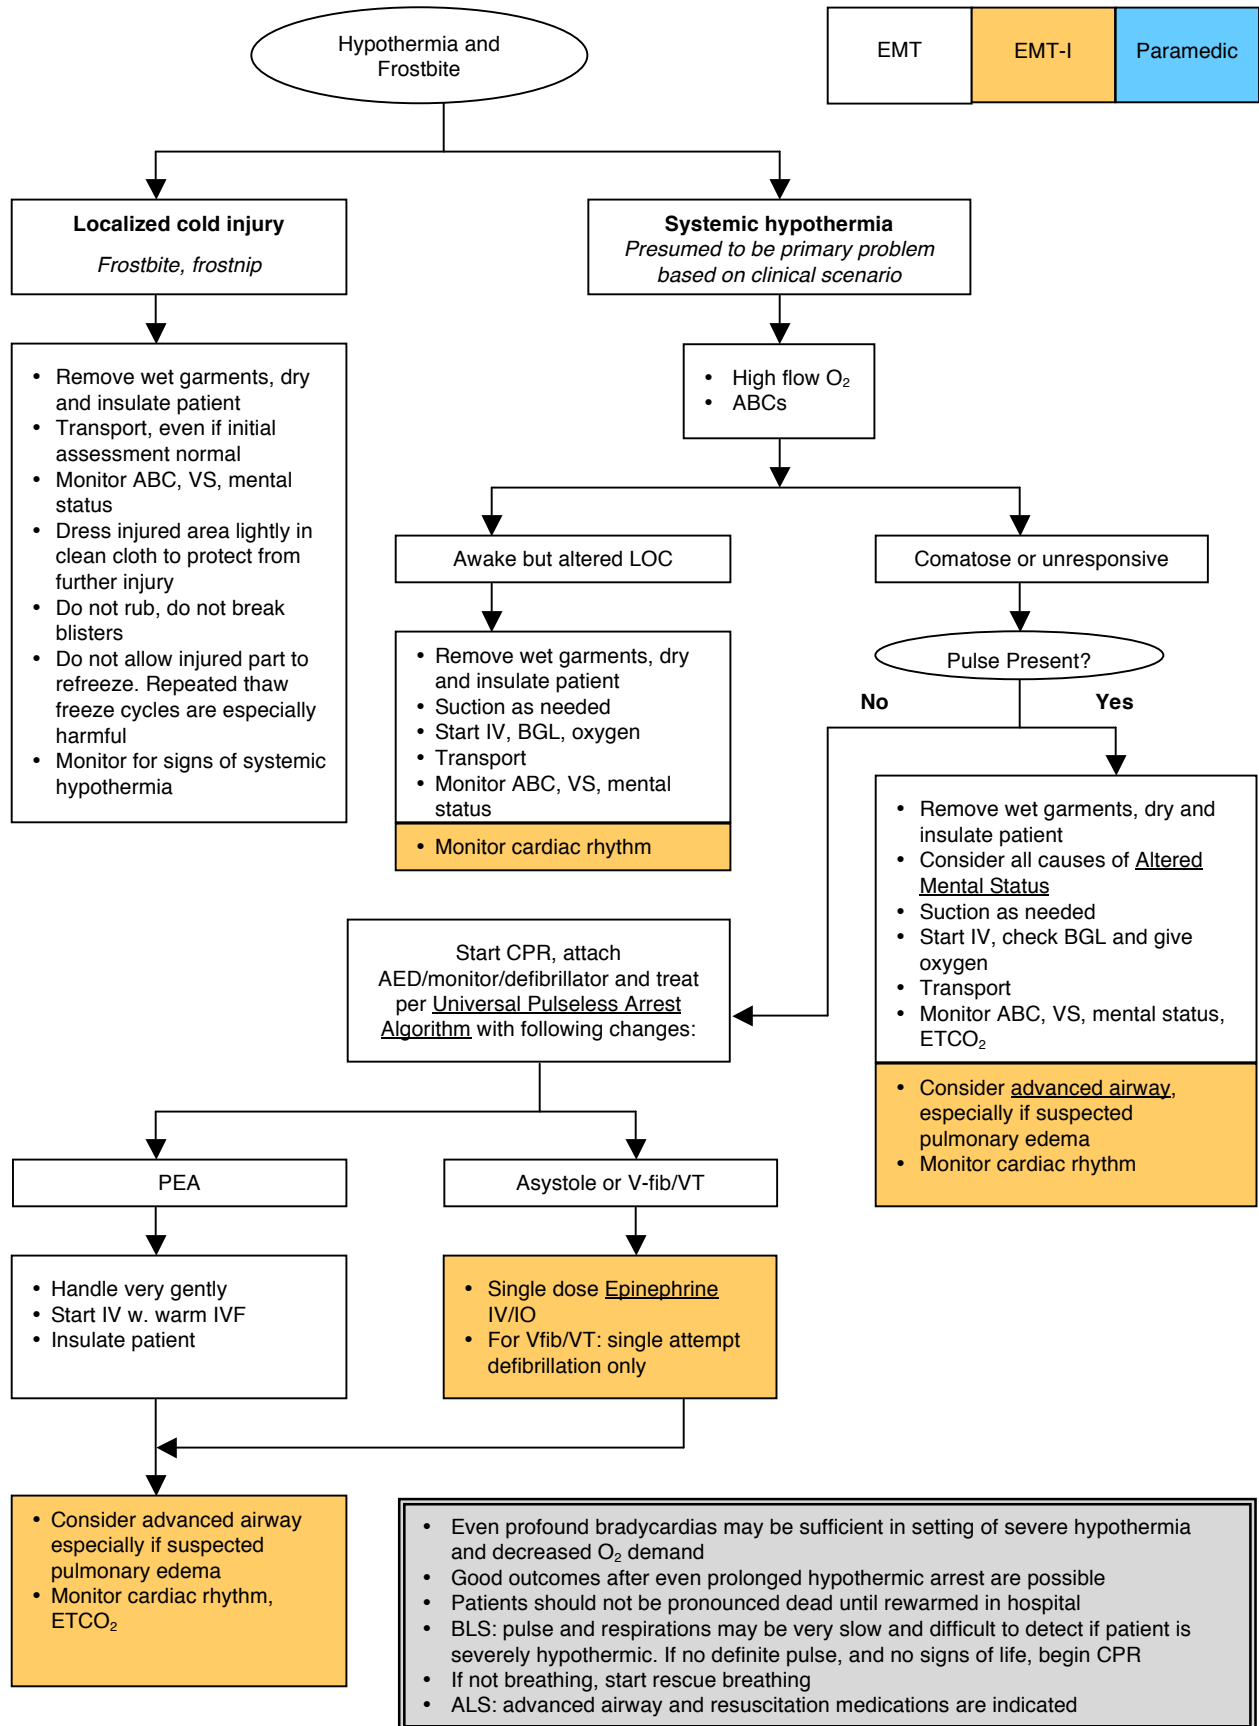 Hypothermia and
Frostbite
EMT
EMT-I
Paramedic
Localized cold injury
Frostbite, frostnip
Systemic hypothermia
Presumed to be primary problem
based on clinical scenario
• Remove wet garments, dry
and insulate patient
• Transport, even if initial
assessment normal
• Monitor ABC, VS, mental
status
• Dress injured area lightly in
clean cloth to protect from
further injury
• Do not rub, do not break
blisters
• Do not allow injured part to
refreeze. Repeated thaw
freeze cycles are especially
harmful
• Monitor for signs of systemic
hypothermia
• High flow O₂
• ABCs
Awake but altered LOC
Comatose or unresponsive
• Remove wet garments, dry
and insulate patient
• Suction as needed
• Start IV, BGL, oxygen
• Transport
• Monitor ABC, VS, mental
status
• Monitor cardiac rhythm
Pulse Present?
No
Yes
• Remove wet garments, dry and
insulate patient
• Consider all causes of Altered
Mental Status
• Suction as needed
• Start IV, check BGL and give
oxygen
• Transport
• Monitor ABC, VS, mental status,
ETCO₂
• Consider advanced airway,
especially if suspected
pulmonary edema
• Monitor cardiac rhythm
Start CPR, attach
AED/monitor/defibrillator and treat
per Universal Pulseless Arrest
Algorithm with following changes:
PEA
Asystole or V-fib/VT
• Handle very gently
• Start IV w. warm IVF
• Insulate patient
• Single dose Epinephrine
IV/IO
• For Vfib/VT: single attempt
defibrillation only
• Consider advanced airway
especially if suspected
pulmonary edema
• Monitor cardiac rhythm,
ETCO₂
• Even profound bradycardias may be sufficient in setting of severe hypothermia
and decreased O₂ demand
• Good outcomes after even prolonged hypothermic arrest are possible
• Patients should not be pronounced dead until rewarmed in hospital
• BLS: pulse and respirations may be very slow and difficult to detect if patient is
severely hypothermic. If no definite pulse, and no signs of life, begin CPR
• If not breathing, start rescue breathing
• ALS: advanced airway and resuscitation medications are indicated